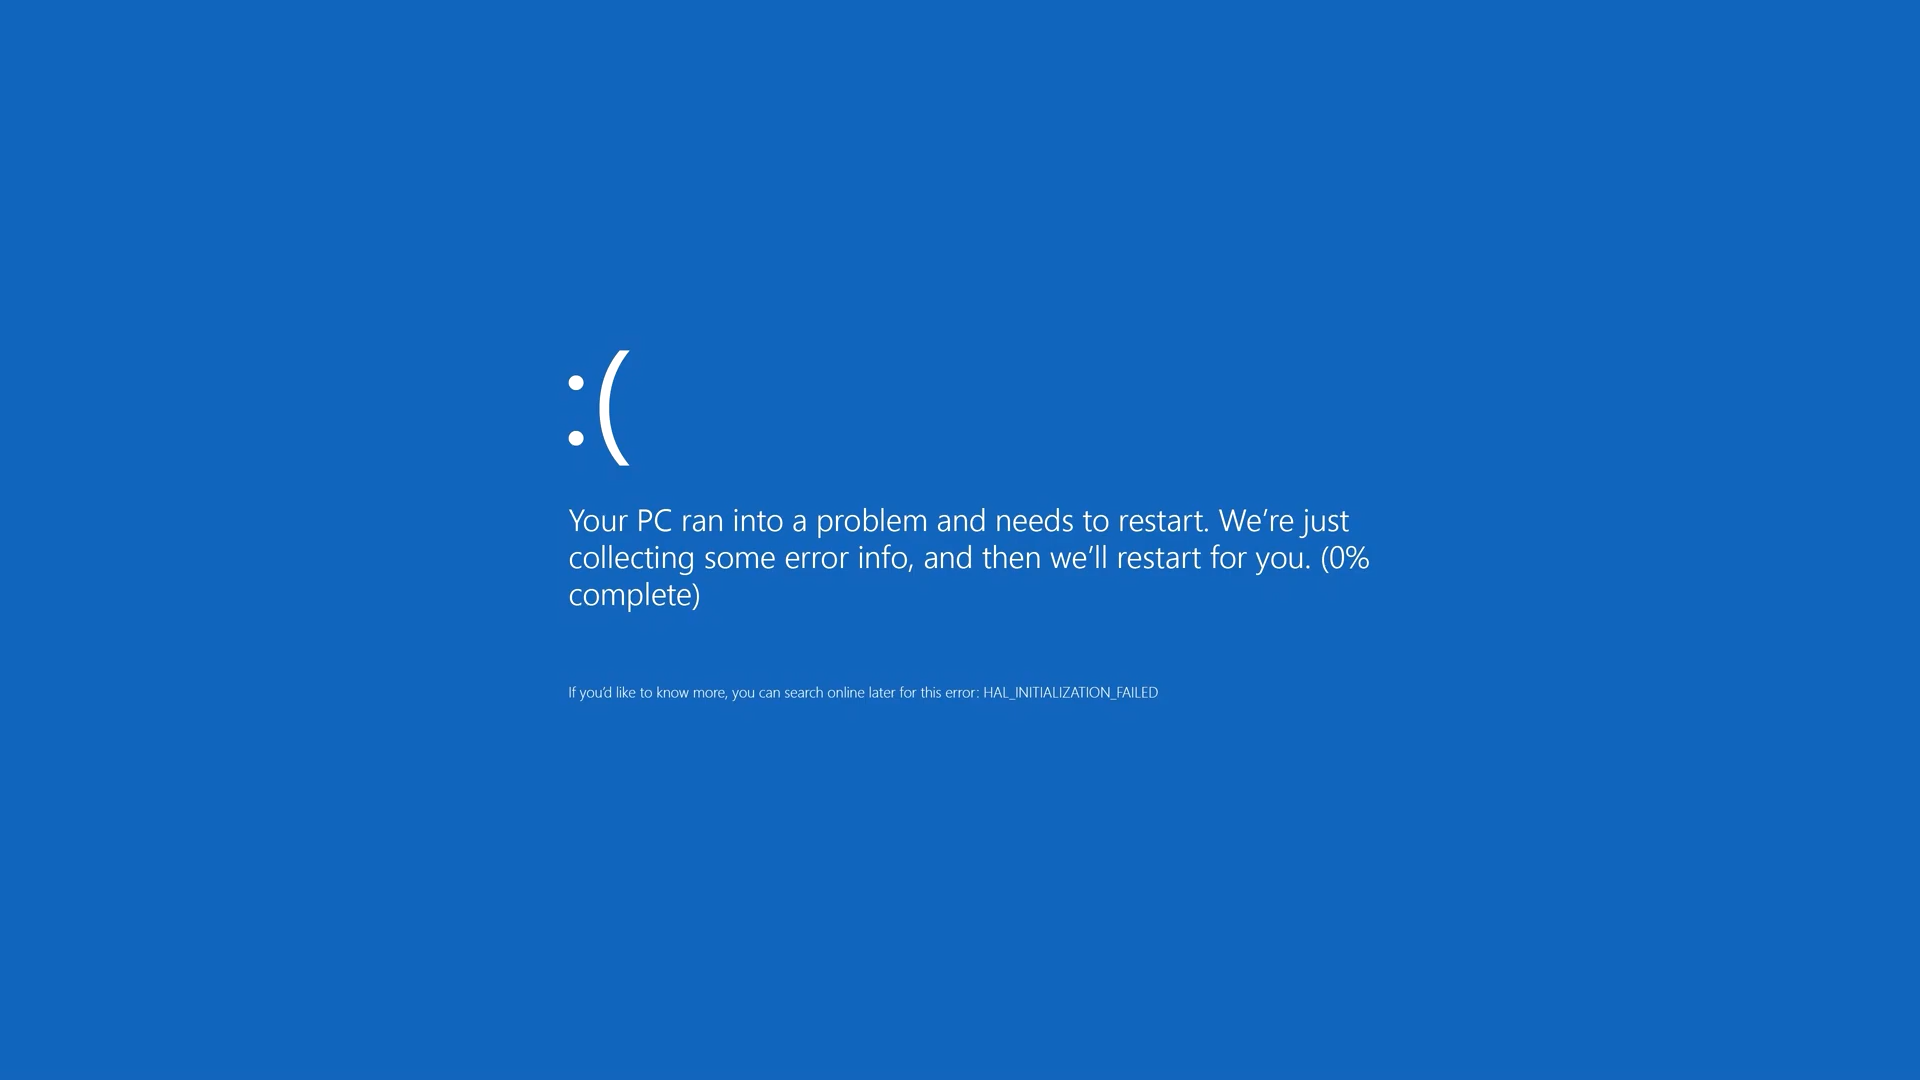 :(
Your PC ran into a problem and needs to restart. We’re just
collecting some error info, and then we’ll restart for you. (0%
complete)
If you’d like to know more, you can search online later for this error: HAL_INITIALIZATION_FAILED